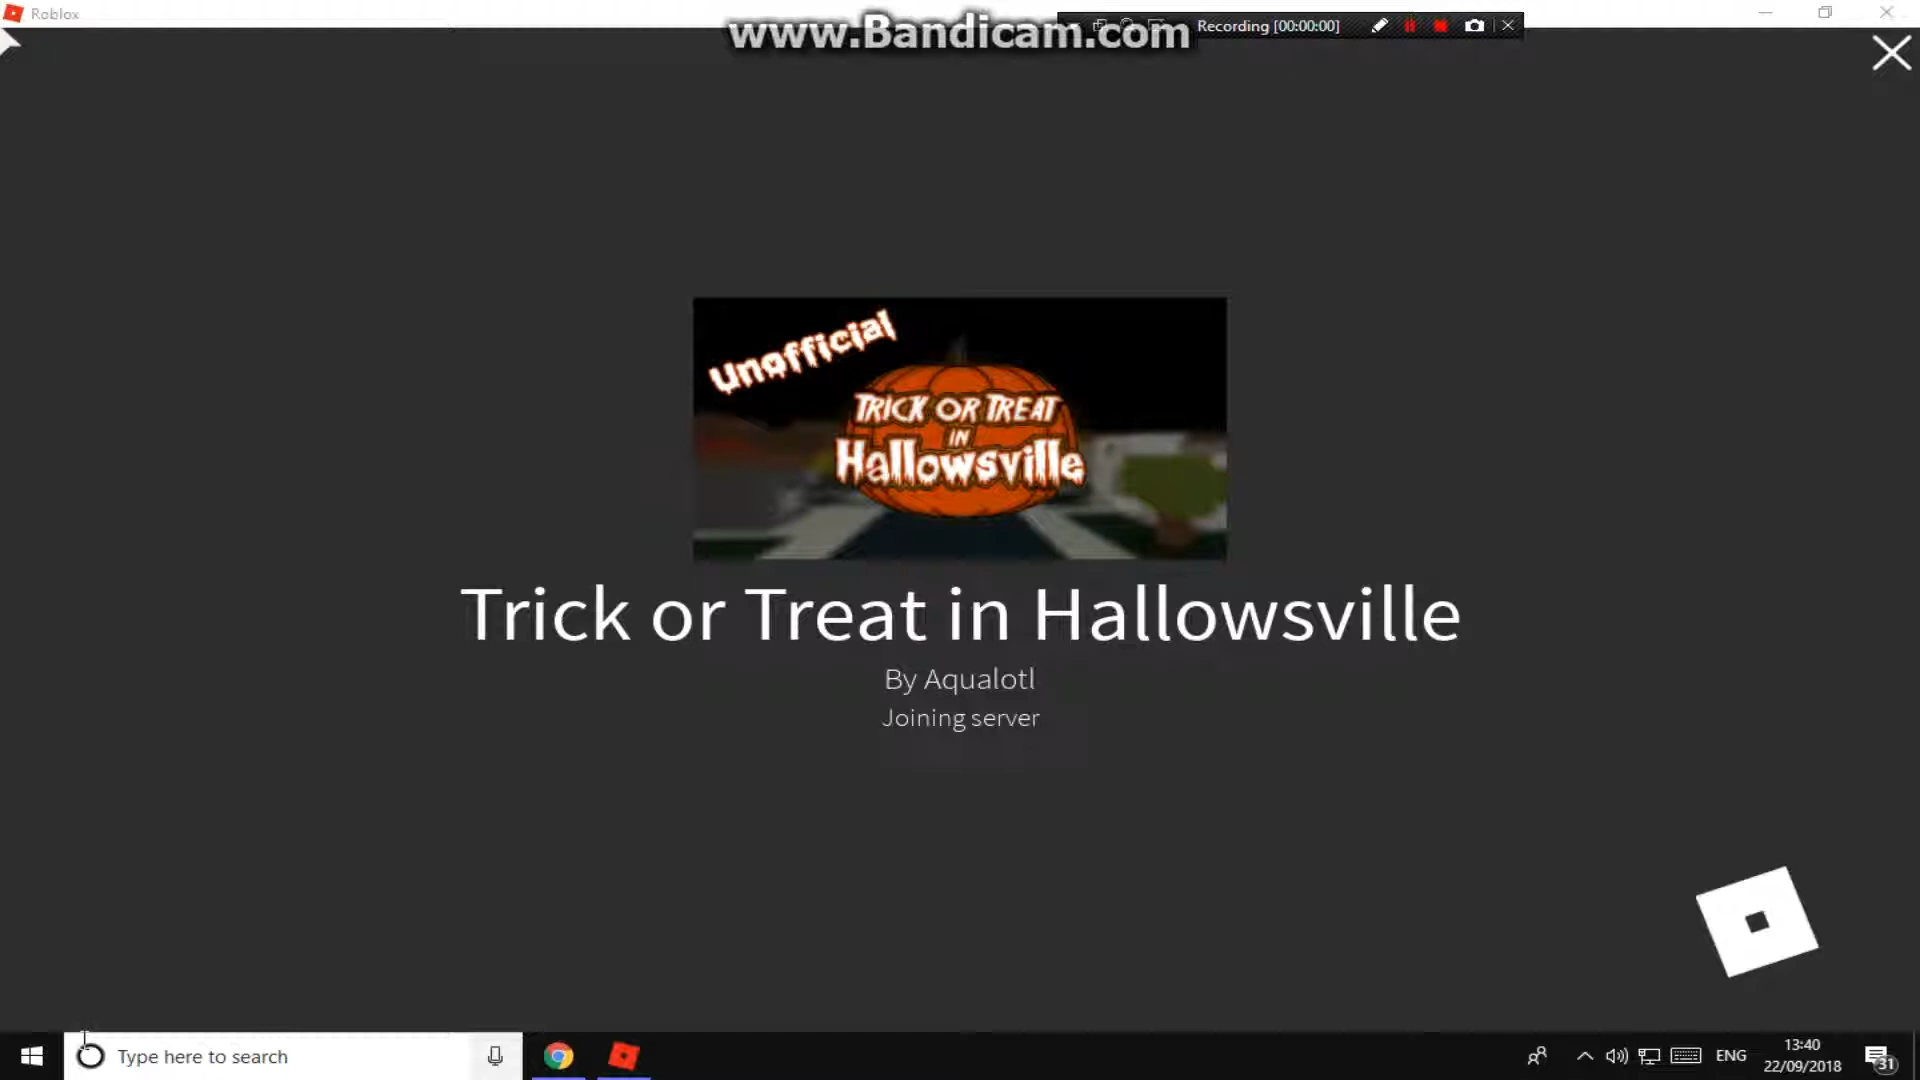 Roblox
www.Bandicam.com
Recording [00:00:00]
unofficial
TRICK OR TREAT
IN
Hallowsville
Trick or Treat in Hallowsville
By Aqualotl
Joining server
Type here to search
ENG
13:40
22/09/2018
31